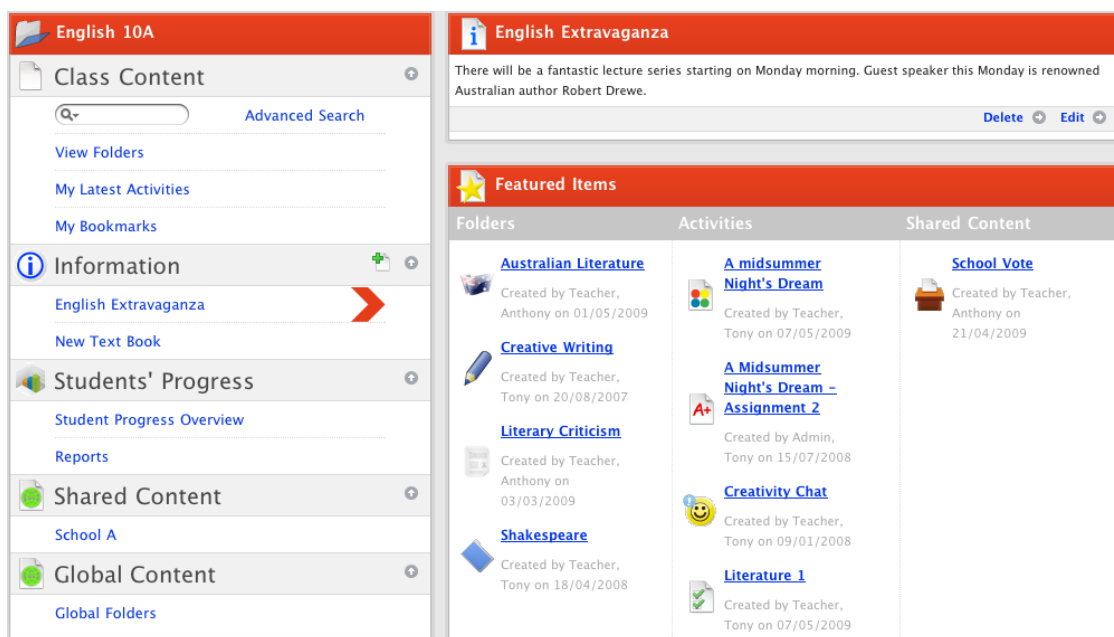 English 10A
Class Content
Advanced Search
View Folders
My Latest Activities
My Bookmarks
Information
English Extravaganza
New Text Book
Students' Progress
Student Progress Overview
Reports
Shared Content
School A
Global Content
Global Folders
English Extravaganza
There will be a fantastic lecture series starting on Monday morning. Guest speaker this Monday is renowned
Australian author Robert Drewe.
Delete Edit
Featured Items
Folders
Australian Literature
Created by Teacher,
Anthony on 01/05/2009
Creative Writing
Created by Teacher,
Tony on 20/08/2007
Literary Criticism
Created by Teacher,
Anthony on
03/03/2009
Shakespeare
Created by Teacher,
Tony on 18/04/2008
Activities
A midsummer
Night's Dream
Created by Teacher,
Tony on 07/05/2009
A Midsummer
Night's Dream –
Assignment 2
A+
Created by Admin,
Tony on 15/07/2008
Creativity Chat
Created by Teacher,
Tony on 09/01/2008
Literature 1
Created by Teacher,
Tony on 07/05/2009
Shared Content
School Vote
Created by Teacher,
Anthony on
21/04/2009